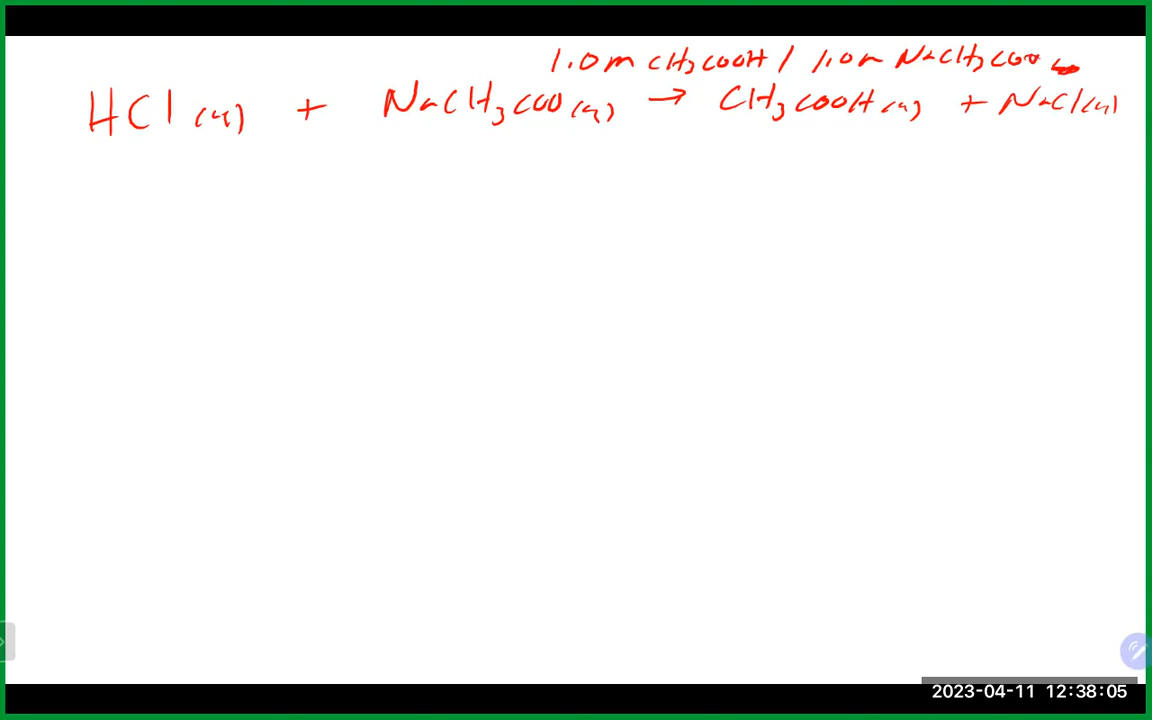 1.0 m CH3COOH / 1.0 m NaCH3COO
HCl (aq) + NaCH3COO (aq) → CH3COOH (aq) + NaCl (aq)
2023-04-11 12:38:05